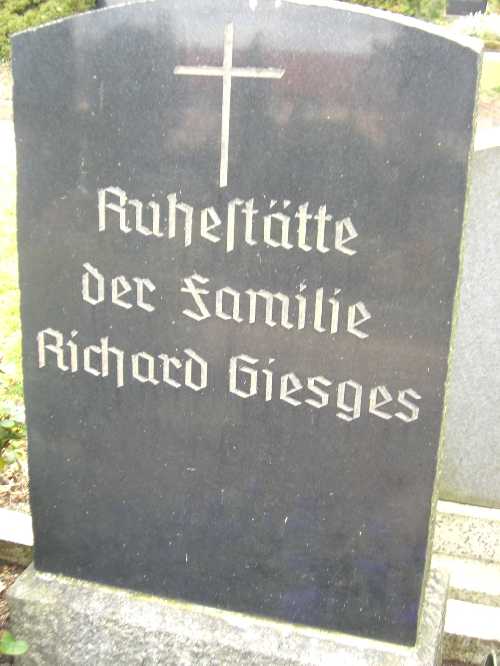 Ruheſtätte
der Familie
Richard Giesges